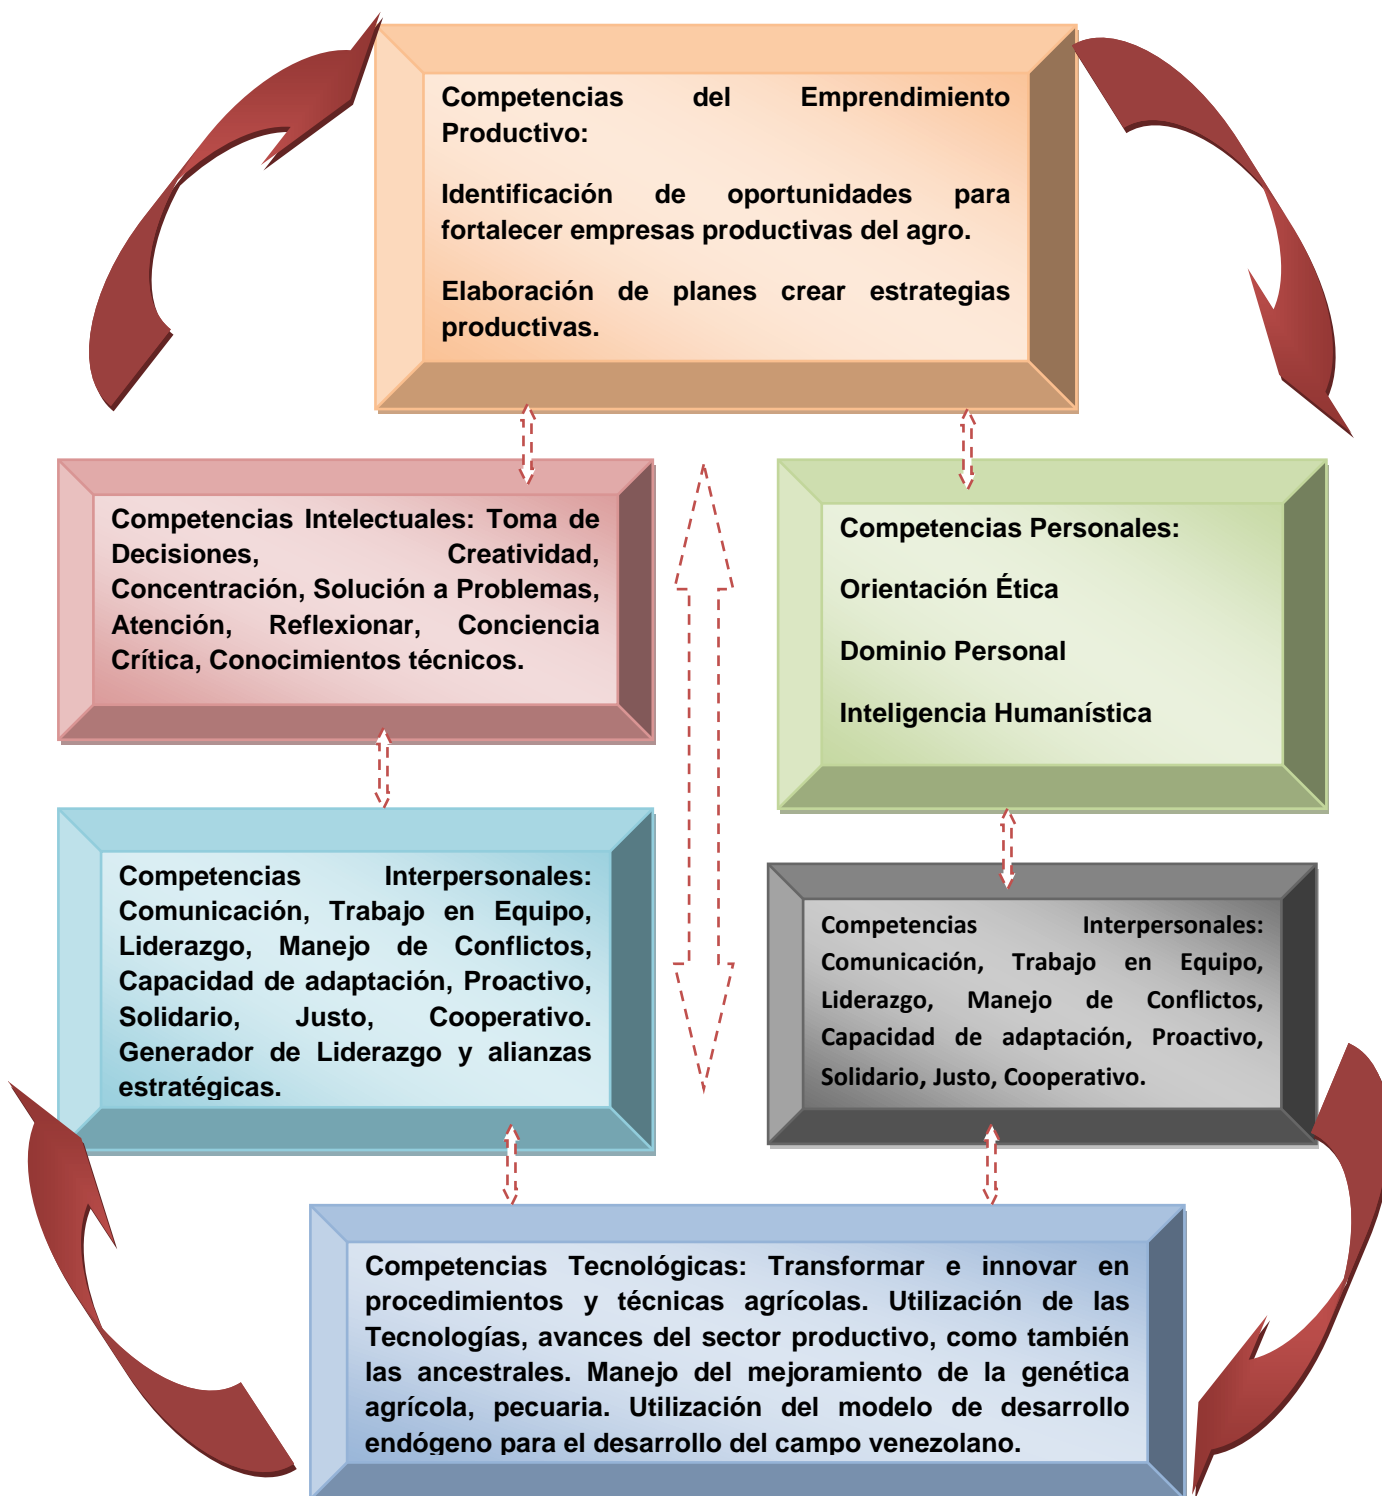 Competencias del Emprendimiento
Productivo:
Identificación de oportunidades para
fortalecer empresas productivas del agro.
Elaboración de planes crear estrategias
productivas.
Competencias Intelectuales: Toma de
Decisiones, Creatividad,
Concentración, Solución a Problemas,
Atención, Reflexionar, Conciencia
Crítica, Conocimientos técnicos.
Competencias Personales:
Orientación Ética
Dominio Personal
Inteligencia Humanística
Competencias Interpersonales:
Comunicación, Trabajo en Equipo,
Liderazgo, Manejo de Conflictos,
Capacidad de adaptación, Proactivo,
Solidario, Justo, Cooperativo.
Generador de Liderazgo y alianzas
estratégicas.
Competencias Interpersonales:
Comunicación, Trabajo en Equipo,
Liderazgo, Manejo de Conflictos,
Capacidad de adaptación, Proactivo,
Solidario, Justo, Cooperativo.
Competencias Tecnológicas: Transformar e innovar en
procedimientos y técnicas agrícolas. Utilización de las
Tecnologías, avances del sector productivo, como también
las ancestrales. Manejo del mejoramiento de la genética
agrícola, pecuaria. Utilización del modelo de desarrollo
endógeno para el desarrollo del campo venezolano.